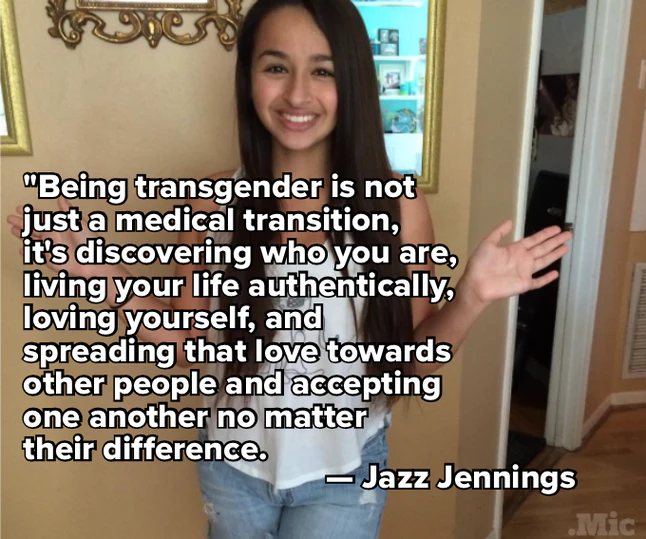 "Being transgender is not
just a medical transition,
it's discovering who you are,
living your life authentically,
loving yourself, and
spreading that love towards
other people and accepting
one another no matter
their difference.
— Jazz Jennings
.Mic